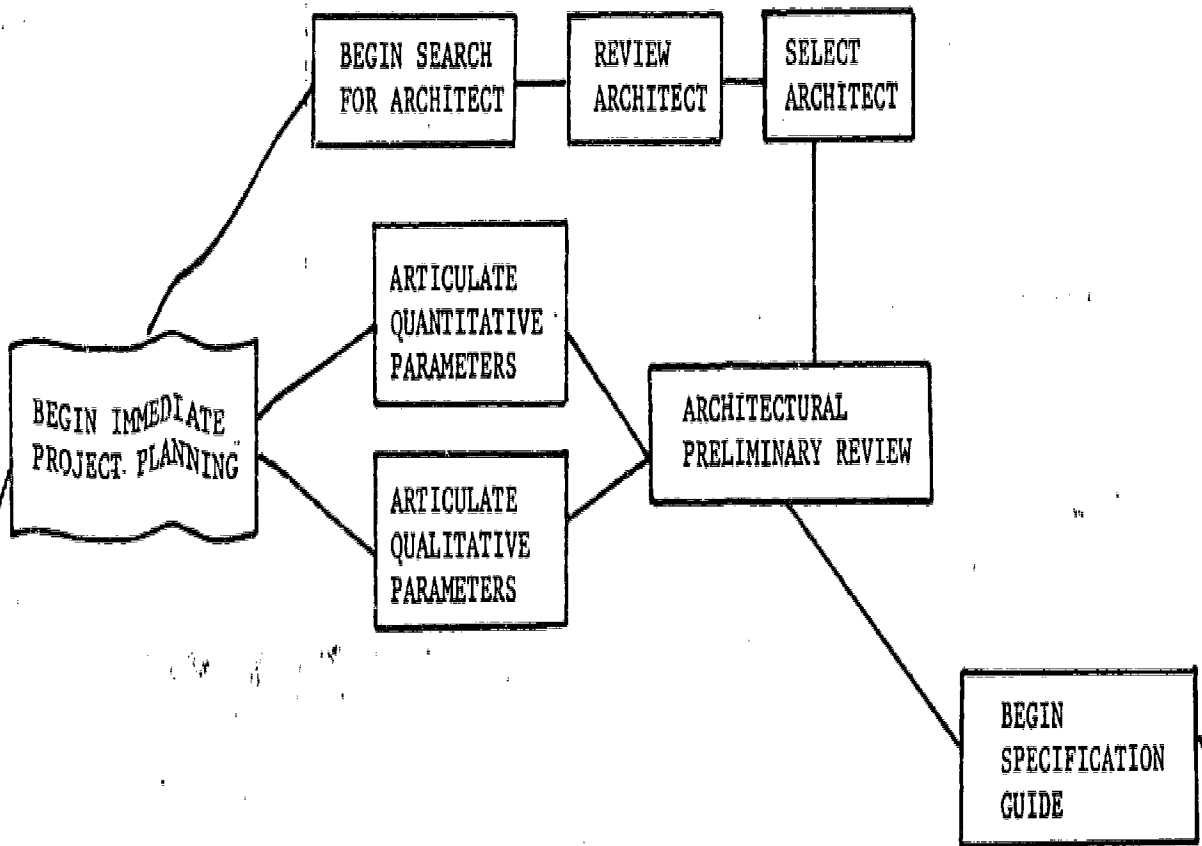 BEGIN SEARCH
FOR ARCHITECT
REVIEW
ARCHITECT
SELECT
ARCHITECT
ARTICULATE
QUANTITATIVE
PARAMETERS
BEGIN IMMEDIATE
PROJECT PLANNING
ARTICULATE
QUALITATIVE
PARAMETERS
ARCHITECTURAL
PRELIMINARY REVIEW
BEGIN
SPECIFICATION
GUIDE